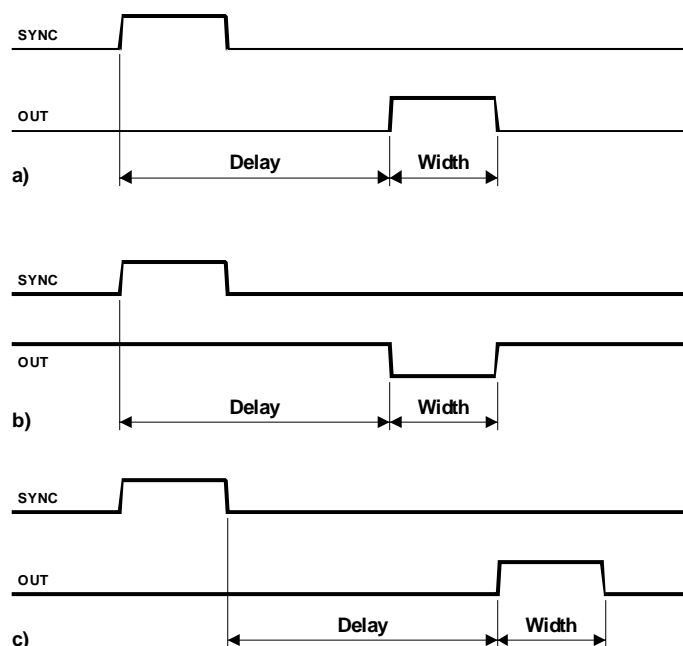 SYNC
OUT
Delay Width
a)
SYNC
OUT
Delay Width
b)
SYNC
OUT
Delay Width
c)